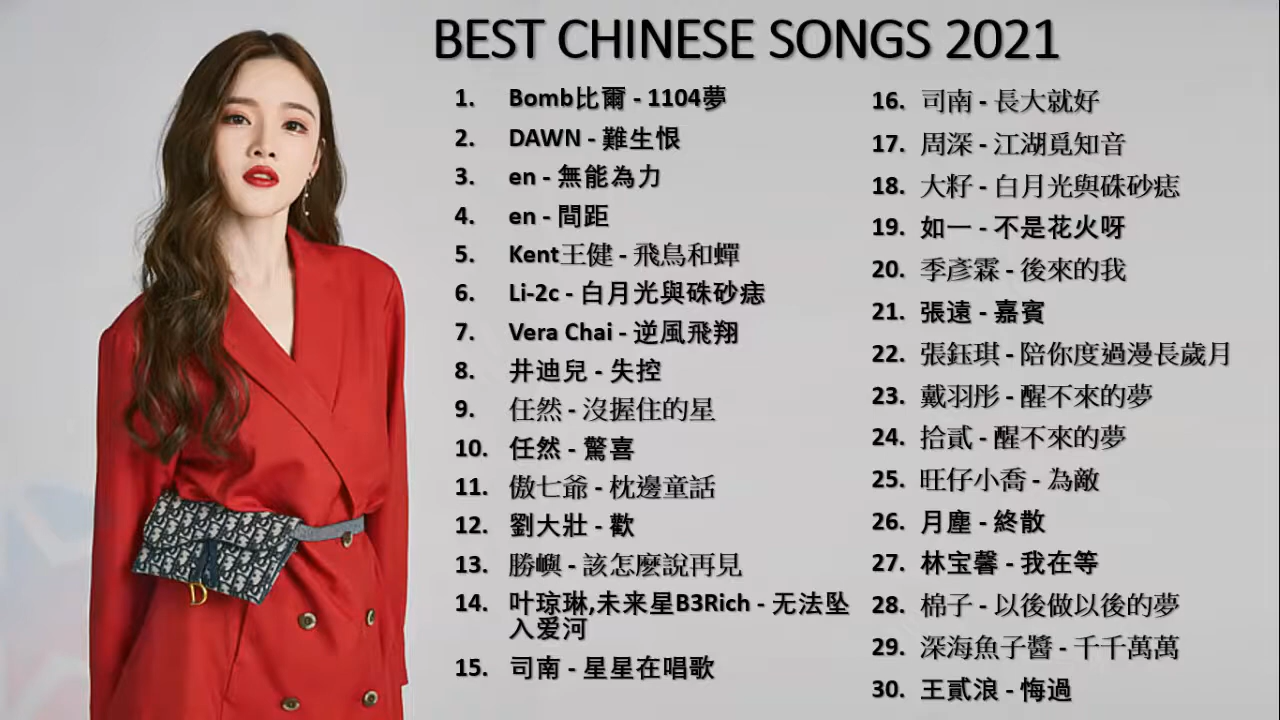 BEST CHINESE SONGS 2021
1. Bomb比爾 - 1104夢
2. DAWN - 難生恨
3. en - 無能為力
4. en - 間距
5. Kent王健 - 飛鳥和蟬
6. Li-2c - 白月光與硃砂痣
7. Vera Chai - 逆風飛翔
8. 井迪兒 - 失控
9. 任然 - 沒握住的星
10. 任然 - 驚喜
11. 傲七爺 - 枕邊童話
12. 劉大壯 - 歡
13. 勝嶼 - 該怎麽說再見
14. 叶琼琳,未来星B3Rich - 无法坠
入爱河
15. 司南 - 星星在唱歌
16. 司南 - 長大就好
17. 周深 - 江湖覓知音
18. 大籽 - 白月光與硃砂痣
19. 如一 - 不是花火呀
20. 季彥霖 - 後來的我
21. 張遠 - 嘉賓
22. 張鈺琪 - 陪你度過漫長歲月
23. 戴羽彤 - 醒不來的夢
24. 拾貳 - 醒不來的夢
25. 旺仔小喬 - 為敵
26. 月塵 - 終散
27. 林宝馨 - 我在等
28. 棉子 - 以後做以後的夢
29. 深海魚子醬 - 千千萬萬
30. 王貳浪 - 悔過
D